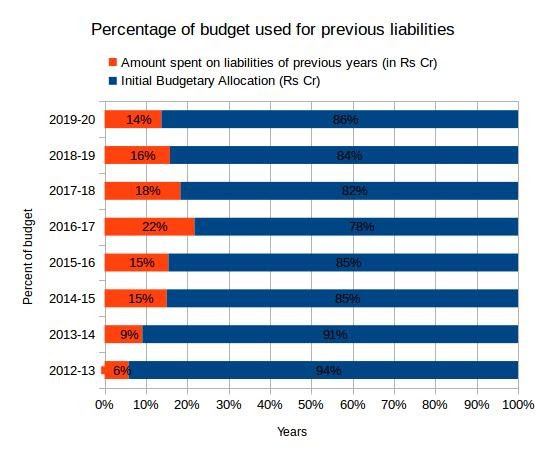 Percentage of budget used for previous liabilities
Amount spent on liabilities of previous years (in Rs Cr)
Initial Budgetary Allocation (Rs Cr)
2019-20 14% 86%
2018-19 16% 84%
2017-18 18% 82%
2016-17 22% 78%
2015-16 15% 85%
2014-15 15% 85%
2013-14 9% 91%
2012-13 6% 94%
Percent of budget
0% 10% 20% 30% 40% 50% 60% 70% 80% 90% 100%
Years